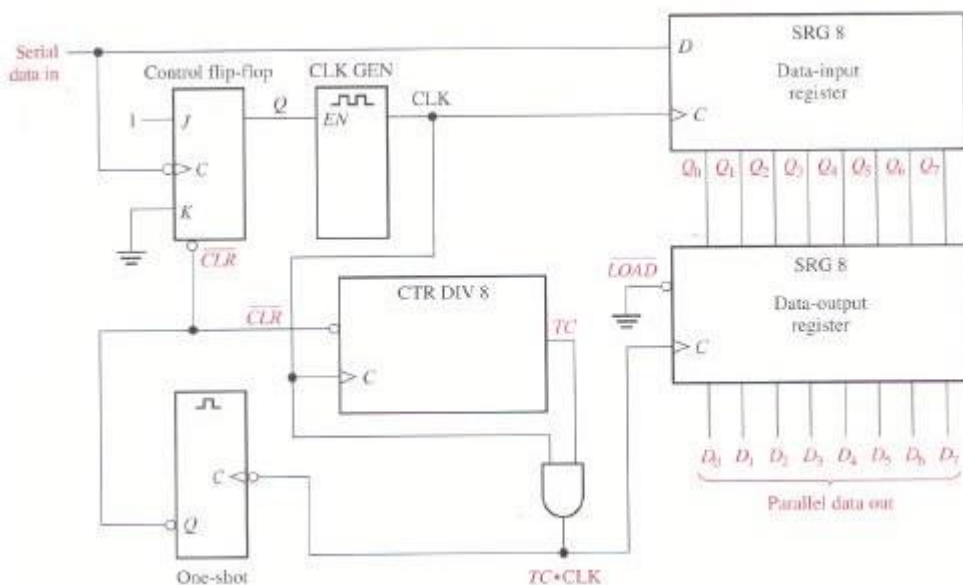 Serial
data in
Control flip-flop
CLK GEN
SRG 8
Data-input
register
D
C
1
J
C
K
Q
EN
CLK
CLR
Q0 Q1 Q2 Q3 Q4 Q5 Q6 Q7
LOAD
SRG 8
Data-output
register
C
CLR
CTR DIV 8
TC
C
C
Q
One-shot
TC•CLK
D0 D1 D2 D3 D4 D5 D6 D7
Parallel data out